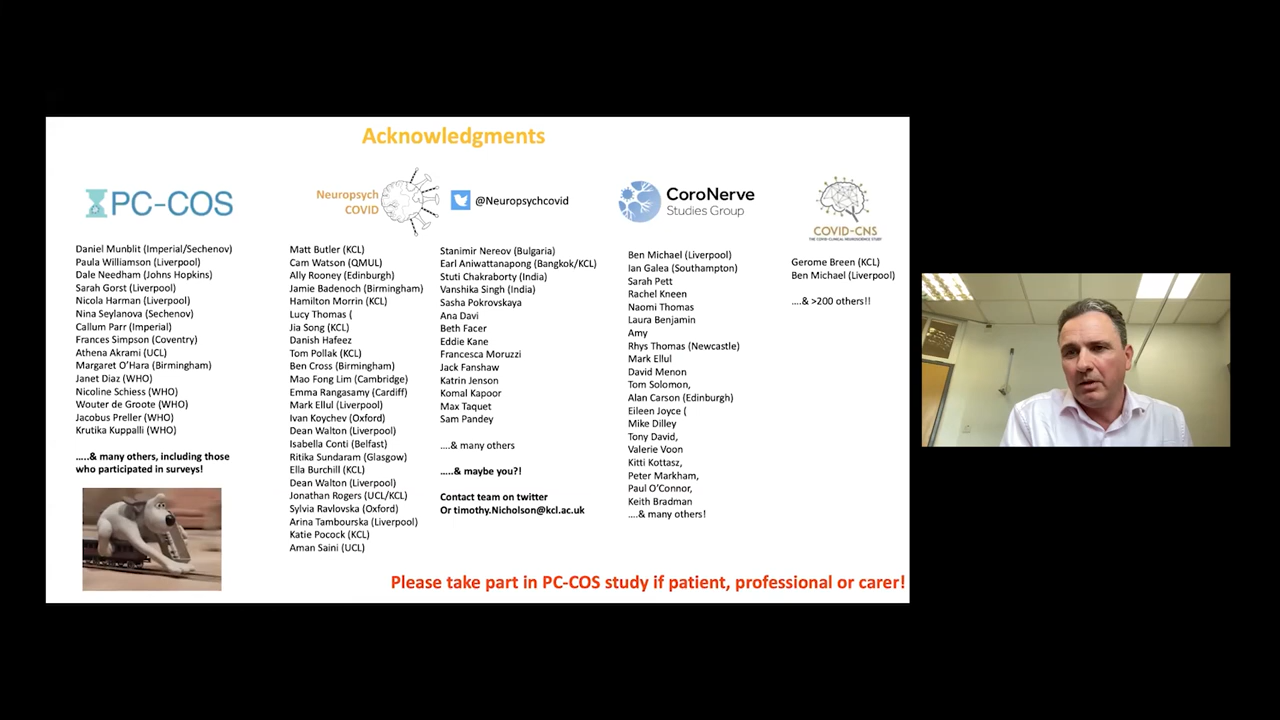 Acknowledgments
PC-COS
Neuropsych
COVID
@Neuropsychcovid
CoroNerve
Studies Group
COVID-CNS
THE COVID-CLINICAL NEUROSCIENCE STUDY
Daniel Munblit (Imperial/Sechenov)
Paula Williamson (Liverpool)
Dale Needham (Johns Hopkins)
Sarah Gorst (Liverpool)
Nicola Harman (Liverpool)
Nina Seylanova (Sechenov)
Callum Parr (Imperial)
Frances Simpson (Coventry)
Athena Akrami (UCL)
Margaret O'Hara (Birmingham)
Janet Diaz (WHO)
Nicoline Schiess (WHO)
Wouter de Groote (WHO)
Jacobus Preller (WHO)
Krutika Kuppalli (WHO)
.....& many others, including those
who participated in surveys!
Matt Butler (KCL)
Cam Watson (QMUL)
Ally Rooney (Edinburgh)
Jamie Badenoch (Birmingham)
Hamilton Morrin (KCL)
Lucy Thomas (
Jia Song (KCL)
Danish Hafeez
Tom Pollak (KCL)
Ben Cross (Birmingham)
Mao Fong Lim (Cambridge)
Emma Rangasamy (Cardiff)
Mark Ellul (Liverpool)
Ivan Koychev (Oxford)
Dean Walton (Liverpool)
Isabella Conti (Belfast)
Ritika Sundaram (Glasgow)
Ella Burchill (KCL)
Dean Walton (Liverpool)
Jonathan Rogers (UCL/KCL)
Sylvia Ravlovska (Oxford)
Arina Tambourska (Liverpool)
Katie Pocock (KCL)
Aman Saini (UCL)
Stanimir Nereov (Bulgaria)
Earl Aniwattanapong (Bangkok/KCL)
Stuti Chakraborty (India)
Vanshika Singh (India)
Sasha Pokrovskaya
Ana Davi
Beth Facer
Eddie Kane
Francesca Moruzzi
Jack Fanshaw
Katrin Jenson
Komal Kapoor
Max Taquet
Sam Pandey
....& many others
.....& maybe you?!
Contact team on twitter
Or timothy.Nicholson@kcl.ac.uk
Ben Michael (Liverpool)
Ian Galea (Southampton)
Sarah Pett
Rachel Kneen
Naomi Thomas
Laura Benjamin
Amy
Rhys Thomas (Newcastle)
Mark Ellul
David Menon
Tom Solomon,
Alan Carson (Edinburgh)
Eileen Joyce (
Mike Dilley
Tony David,
Valerie Voon
Kitti Kottasz,
Peter Markham,
Paul O'Connor,
Keith Bradman
....& many others!
Gerome Breen (KCL)
Ben Michael (Liverpool)
....& >200 others!!
Please take part in PC-COS study if patient, professional or carer!